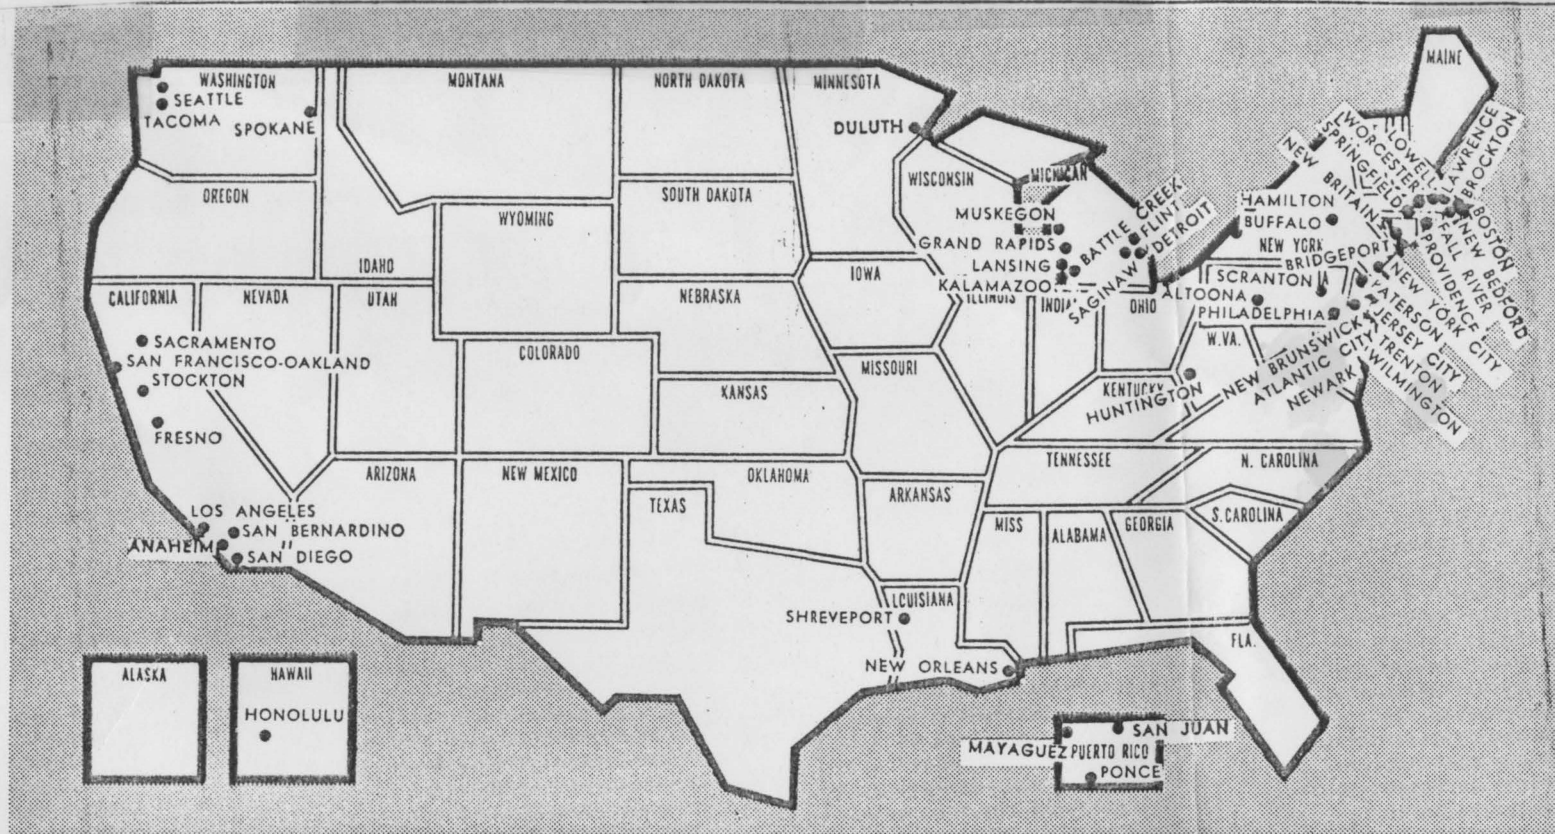 WASHINGTON
SEATTLE
TACOMA
SPOKANE
MONTANA
NORTH DAKOTA
MINNESOTA
DULUTH
MAINE
OREGON
IDAHO
WYOMING
SOUTH DAKOTA
WISCONSIN
MICHIGAN
MUSKEGON
GRAND RAPIDS
LANSING
KALAMAZOO
BATTLE CREEK
FLINT
DETROIT
SAGINAW
CALIFORNIA
NEVADA
UTAH
NEBRASKA
IOWA
ILLINOIS
INDIA
OHIO
HAMILTON
BUFFALO
NEW YORK
BRIDGEPORT
SCRANTON
ALTOONA
PHILADELPHIA
NEW BRITAIN
SPRINGFIELD
WORCESTER
LOWELL
LAWRENCE
BROCKTON
BOSTON
NEW BEDFORD
FALL RIVER
PROVIDENCE
NEW YORK CITY
PATERSON
JERSEY CITY
TRENTON
WILMINGTON
NEW BRUNSWICK
ATLANTIC CITY
NEWARK
SACRAMENTO
SAN FRANCISCO-OAKLAND
STOCKTON
FRESNO
COLORADO
KANSAS
MISSOURI
KENTUCKY
W.VA.
HUNTINGTON
LOS ANGELES
SAN BERNARDINO
ANAHEIM
SAN DIEGO
ARIZONA
NEW MEXICO
OKLAHOMA
TEXAS
ARKANSAS
TENNESSEE
N. CAROLINA
S. CAROLINA
MISS
ALABAMA
GEORGIA
LOUISIANA
SHREVEPORT
NEW ORLEANS
FLA.
ALASKA
HAWAII
HONOLULU
SAN JUAN
MAYAGUEZ
PUERTO RICO
PONCE